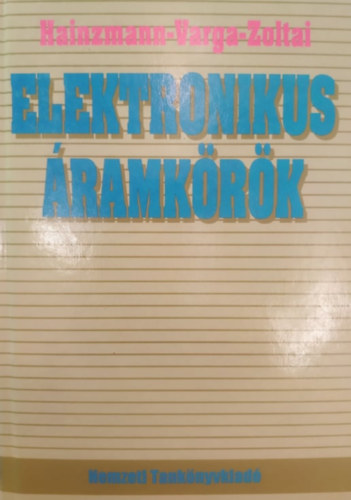 Hainzmann-Varga-Zoltai
ELEKTRONIKUS
ÁRAMKÖRÖK
Nemzeti Tankönyvkiadó